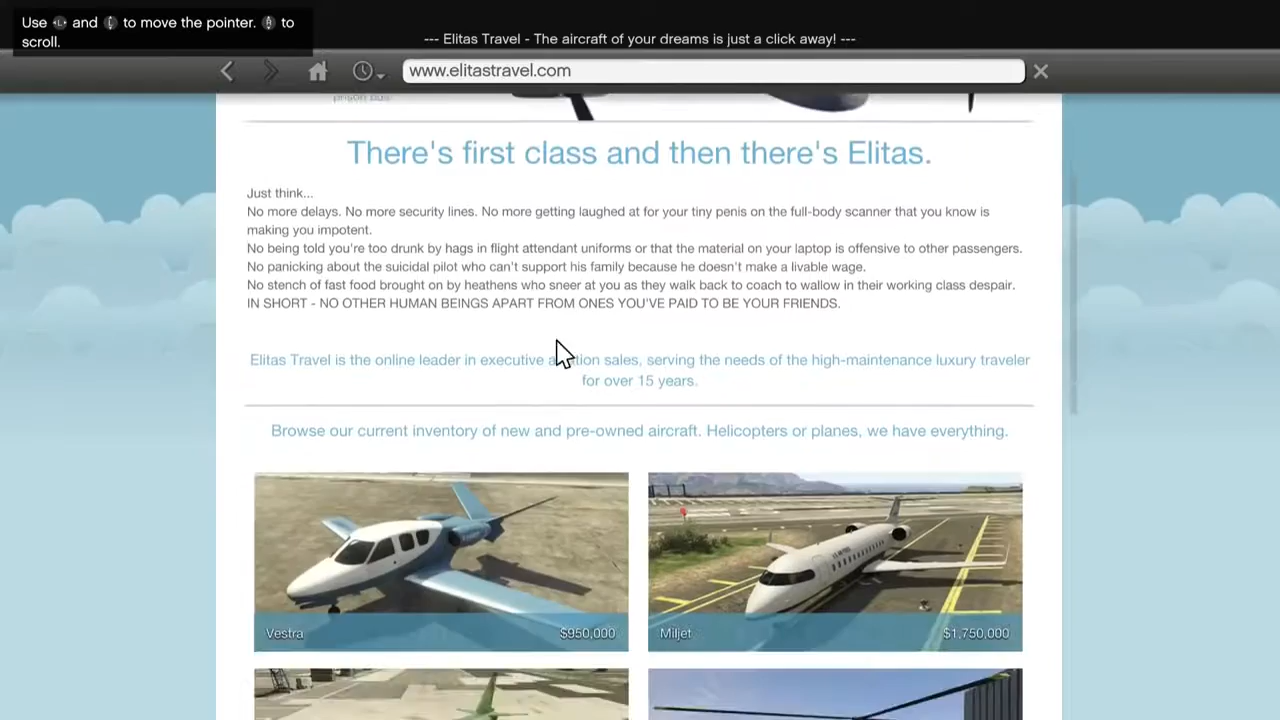 Use L and to move the pointer. R to
scroll.
--- Elitas Travel - The aircraft of your dreams is just a click away! ---
www.elitastravel.com
There's first class and then there's Elitas.
Just think...
No more delays. No more security lines. No more getting laughed at for your tiny penis on the full-body scanner that you know is
making you impotent.
No being told you're too drunk by hags in flight attendant uniforms or that the material on your laptop is offensive to other passengers.
No panicking about the suicidal pilot who can't support his family because he doesn't make a livable wage.
No stench of fast food brought on by heathens who sneer at you as they walk back to coach to wallow in their working class despair.
IN SHORT - NO OTHER HUMAN BEINGS APART FROM ONES YOU'VE PAID TO BE YOUR FRIENDS.
Elitas Travel is the online leader in executive sales, serving the needs of the high-maintenance luxury traveler
for over 15 years.
Browse our current inventory of new and pre-owned aircraft. Helicopters or planes, we have everything.
Vestra $950,000
Miljet $1,750,000